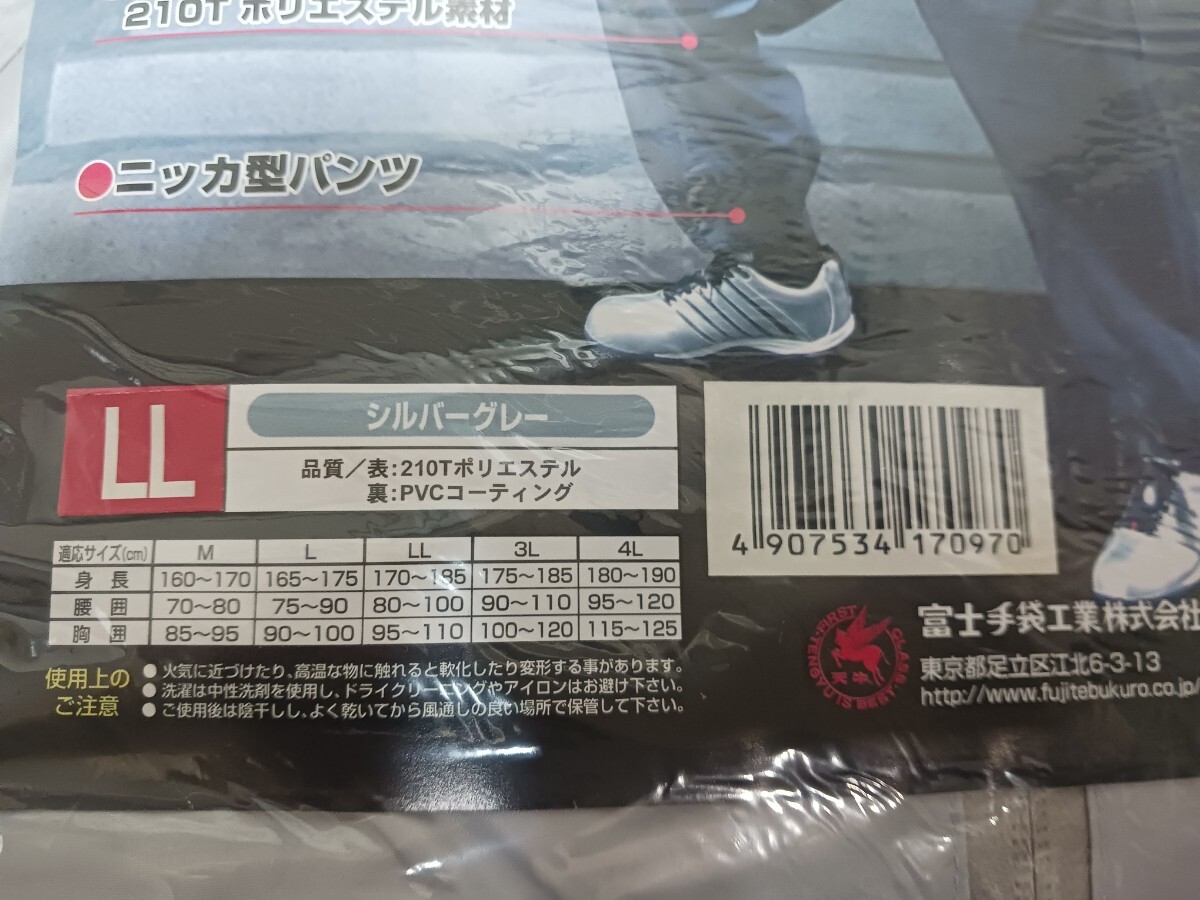 210T ポリエステル素材
●ニッカ型パンツ
LL
シルバーグレー
品質／表:210Tポリエステル
裏:PVCコーティング
4 907534 170970
適応サイズ(cm) M L LL 3L 4L
身長 160〜170 165〜175 170〜185 175〜185 180〜190
腰囲 70〜80 75〜90 80〜100 90〜110 95〜120
胸囲 85〜95 90〜100 95〜110 100〜120 115〜125
使用上のご注意
●火気に近づけたり、高温な物に触れると軟化したり変形する事があります。
●洗濯は中性洗剤を使用し、ドライクリーニングやアイロンはお避け下さい。
●ご使用後は陰干しし、よく乾いてから風通しの良い場所で保管して下さい。
富士手袋工業株式会社
東京都足立区江北6-3-13
http://www.fujitebukuro.co.jp/